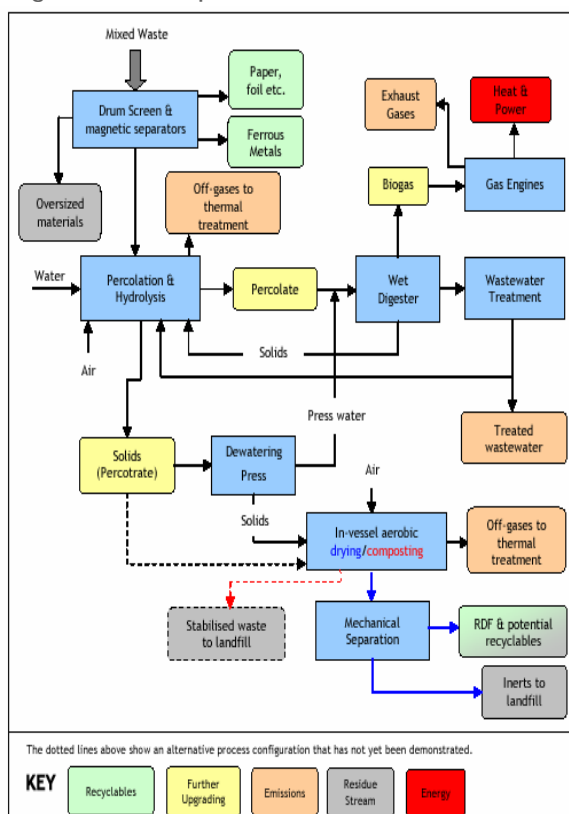 Mixed Waste
Drum Screen &
magnetic separators
Paper,
foil etc.
Ferrous
Metals
Exhaust
Gases
Heat &
Power
Oversized
materials
Off-gases to
thermal
treatment
Biogas
Gas Engines
Water
Percolation &
Hydrolysis
Percolate
Wet
Digester
Wastewater
Treatment
Air
Solids
Press water
Treated
wastewater
Solids
(Percotrate)
Dewatering
Press
Air
Solids
In-vessel aerobic
drying/composting
Off-gases to
thermal
treatment
Stabilised waste
to landfill
Mechanical
Separation
RDF & potential
recyclables
Inerts to
landfill
The dotted lines above show an alternative process configuration that has not yet been demonstrated.
KEY
Recyclables
Further
Upgrading
Emissions
Residue
Stream
Energy